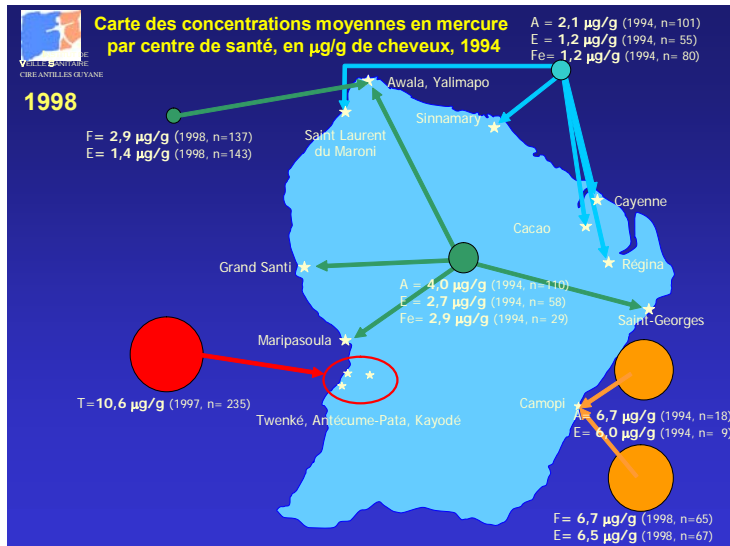 Carte des concentrations moyennes en mercure
par centre de santé, en µg/g de cheveux, 1994
DE
VEILLE SANITAIRE
CIRE ANTILLES GUYANE
1998
A = 2,1 µg/g (1994, n=101)
E = 1,2 µg/g (1994, n= 55)
Fe= 1,2 µg/g (1994, n= 80)
Awala, Yalimapo
Sinnamary
Saint Laurent
du Maroni
F= 2,9 µg/g (1998, n=137)
E= 1,4 µg/g (1998, n=143)
Cayenne
Cacao
Régina
Grand Santi
A = 4,0 µg/g (1994, n=110)
E = 2,7 µg/g (1994, n= 58)
Fe= 2,9 µg/g (1994, n= 29)
Saint-Georges
Maripasoula
T=10,6 µg/g (1997, n= 235)
Twenké, Antécume-Pata, Kayodé
Camopi
A= 6,7 µg/g (1994, n=18)
E= 6,0 µg/g (1994, n= 9)
F= 6,7 µg/g (1998, n=65)
E= 6,5 µg/g (1998, n=67)